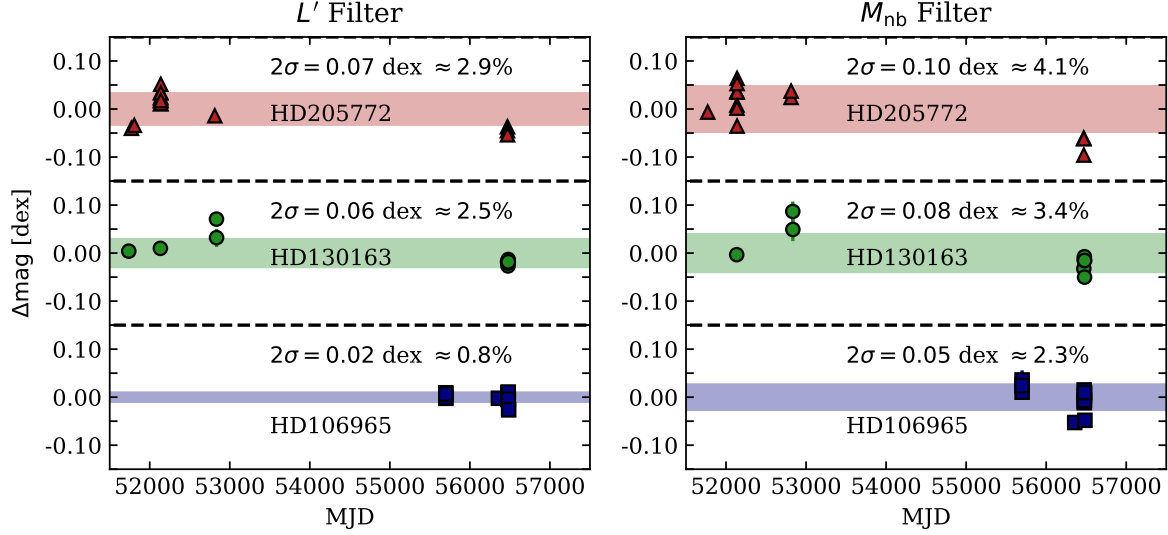 L′ Filter
M_nb Filter
Δmag [dex]
0.10
0.00
-0.10
2σ = 0.07 dex ≈ 2.9%
HD205772
0.10
0.00
-0.10
2σ = 0.06 dex ≈ 2.5%
HD130163
0.10
0.00
-0.10
2σ = 0.02 dex ≈ 0.8%
HD106965
52000 53000 54000 55000 56000 57000
MJD
0.10
0.00
-0.10
2σ = 0.10 dex ≈ 4.1%
HD205772
0.10
0.00
-0.10
2σ = 0.08 dex ≈ 3.4%
HD130163
0.10
0.00
-0.10
2σ = 0.05 dex ≈ 2.3%
HD106965
52000 53000 54000 55000 56000 57000
MJD